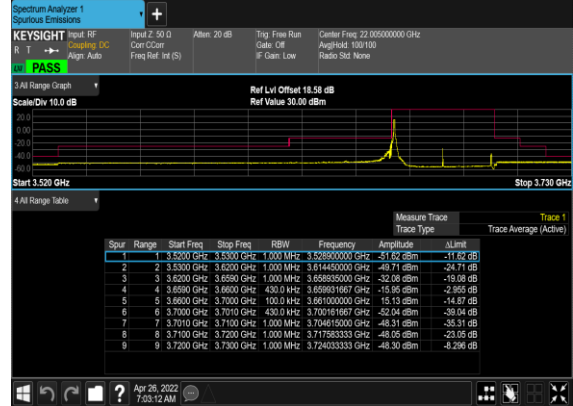 Spectrum Analyzer 1
Spurious Emissions
KEYSIGHT Input: RF
R T Coupling: DC
Align: Auto
Input Z: 50 Ω
Corr CCorr
Freq Ref: Int (S)
Atten: 20 dB
Trig: Free Run
Gate: Off
IF Gain: Low
Center Freq: 22.005000000 GHz
Avg|Hold: 100/100
Radio Std: None
PASS
3 All Range Graph
Scale/Div 10.0 dB
Ref Lvl Offset 18.58 dB
Ref Value 30.00 dBm
20.0
0.00
-20.0
-40.0
-60.0
Start 3.520 GHz Stop 3.730 GHz
4 All Range Table
Measure Trace Trace 1
Trace Type Trace Average (Active)
Spur Range Start Freq Stop Freq RBW Frequency Amplitude ΔLimit
1 1 3.5200 GHz 3.5300 GHz 1.000 MHz 3.528900000 GHz -51.62 dBm -11.62 dB
2 2 3.5300 GHz 3.6200 GHz 1.000 MHz 3.614450000 GHz -49.71 dBm -24.71 dB
3 3 3.6200 GHz 3.6590 GHz 1.000 MHz 3.658935000 GHz -32.08 dBm -19.08 dB
4 4 3.6590 GHz 3.6600 GHz 430.0 kHz 3.659931667 GHz -15.95 dBm -2.955 dB
5 5 3.6600 GHz 3.7000 GHz 100.0 kHz 3.661000000 GHz 15.13 dBm -14.87 dB
6 6 3.7000 GHz 3.7010 GHz 430.0 kHz 3.700161667 GHz -52.04 dBm -39.04 dB
7 7 3.7010 GHz 3.7100 GHz 1.000 MHz 3.704615000 GHz -48.31 dBm -35.31 dB
8 8 3.7100 GHz 3.7200 GHz 1.000 MHz 3.717583333 GHz -48.05 dBm -23.05 dB
9 9 3.7200 GHz 3.7300 GHz 1.000 MHz 3.724033333 GHz -48.30 dBm -8.296 dB
Apr 26, 2022
7:03:12 AM